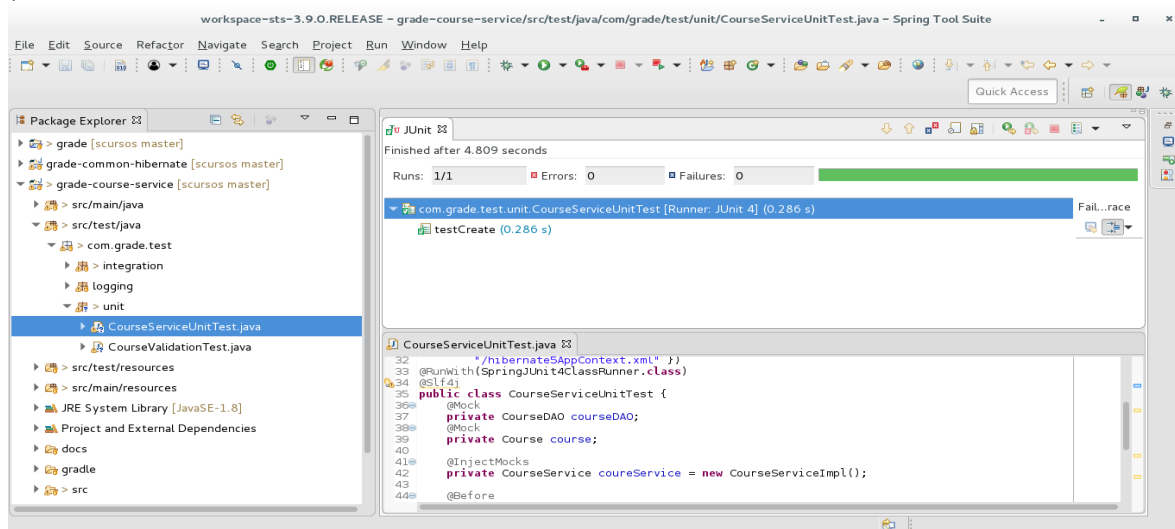 workspace-sts-3.9.0.RELEASE - grade-course-service/src/test/java/com/grade/test/unit/CourseServiceUnitTest.java - Spring Tool Suite
File Edit Source Refactor Navigate Search Project Run Window Help
Quick Access
Package Explorer
> grade [scursos master]
grade-common-hibernate [scursos master]
> grade-course-service [scursos master]
> src/main/java
> src/test/java
> com.grade.test
> integration
logging
> unit
CourseServiceUnitTest.java
CourseValidationTest.java
> src/test/resources
> src/main/resources
JRE System Library [JavaSE-1.8]
Project and External Dependencies
docs
gradle
> src
JUnit
Finished after 4.809 seconds
Runs: 1/1 Errors: 0 Failures: 0
com.grade.test.unit.CourseServiceUnitTest [Runner: JUnit 4] (0.286 s)
testCreate (0.286 s)
Fail...race
CourseServiceUnitTest.java
32 "/hibernate5AppContext.xml" })
33 @RunWith(SpringJUnit4ClassRunner.class)
34 @Slf4j
35 public class CourseServiceUnitTest {
36 @Mock
37 private CourseDAO courseDAO;
38 @Mock
39 private Course course;
40
41 @InjectMocks
42 private CourseService coureService = new CourseServiceImpl();
43
44 @Before